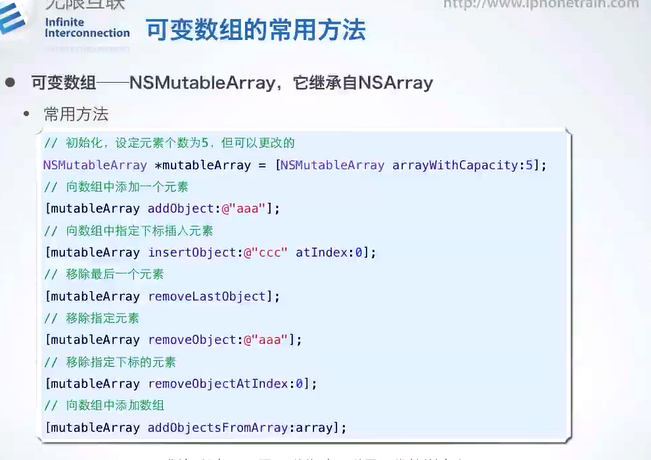 无限互联
http://www.iphonetrain.com
Infinite
Interconnection
可变数组的常用方法
可变数组——NSMutableArray，它继承自NSArray
常用方法
// 初始化，设定元素个数为5，但可以更改的
NSMutableArray *mutableArray = [NSMutableArray arrayWithCapacity:5];
// 向数组中添加一个元素
[mutableArray addObject:@"aaa"];
// 向数组中指定下标插入元素
[mutableArray insertObject:@"ccc" atIndex:0];
// 移除最后一个元素
[mutableArray removeLastObject];
// 移除指定元素
[mutableArray removeObject:@"aaa"];
// 移除指定下标的元素
[mutableArray removeObjectAtIndex:0];
// 向数组中添加数组
[mutableArray addObjectsFromArray:array];